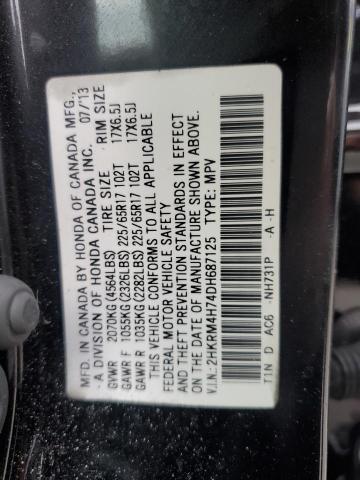 MFD. IN CANADA BY HONDA OF CANADA MFG.,
- A DIVISION OF HONDA CANADA INC. 07/'13
TIRE SIZE RIM SIZE
GVWR 2070KG(4564LBS)
GAWR F 1055KG(2326LBS) 225/65R17 102T 17X6.5J
GAWR R 1035KG(2282LBS) 225/65R17 102T 17X6.5J
THIS VEHICLE CONFORMS TO ALL APPLICABLE
FEDERAL MOTOR VEHICLE SAFETY
AND THEFT PREVENTION STANDARDS IN EFFECT
ON THE DATE OF MANUFACTURE SHOWN ABOVE.
V.I.N.: 2HKRM4H74DH687125 TYPE: MPV
TIN D AC6 NH731P -A -H